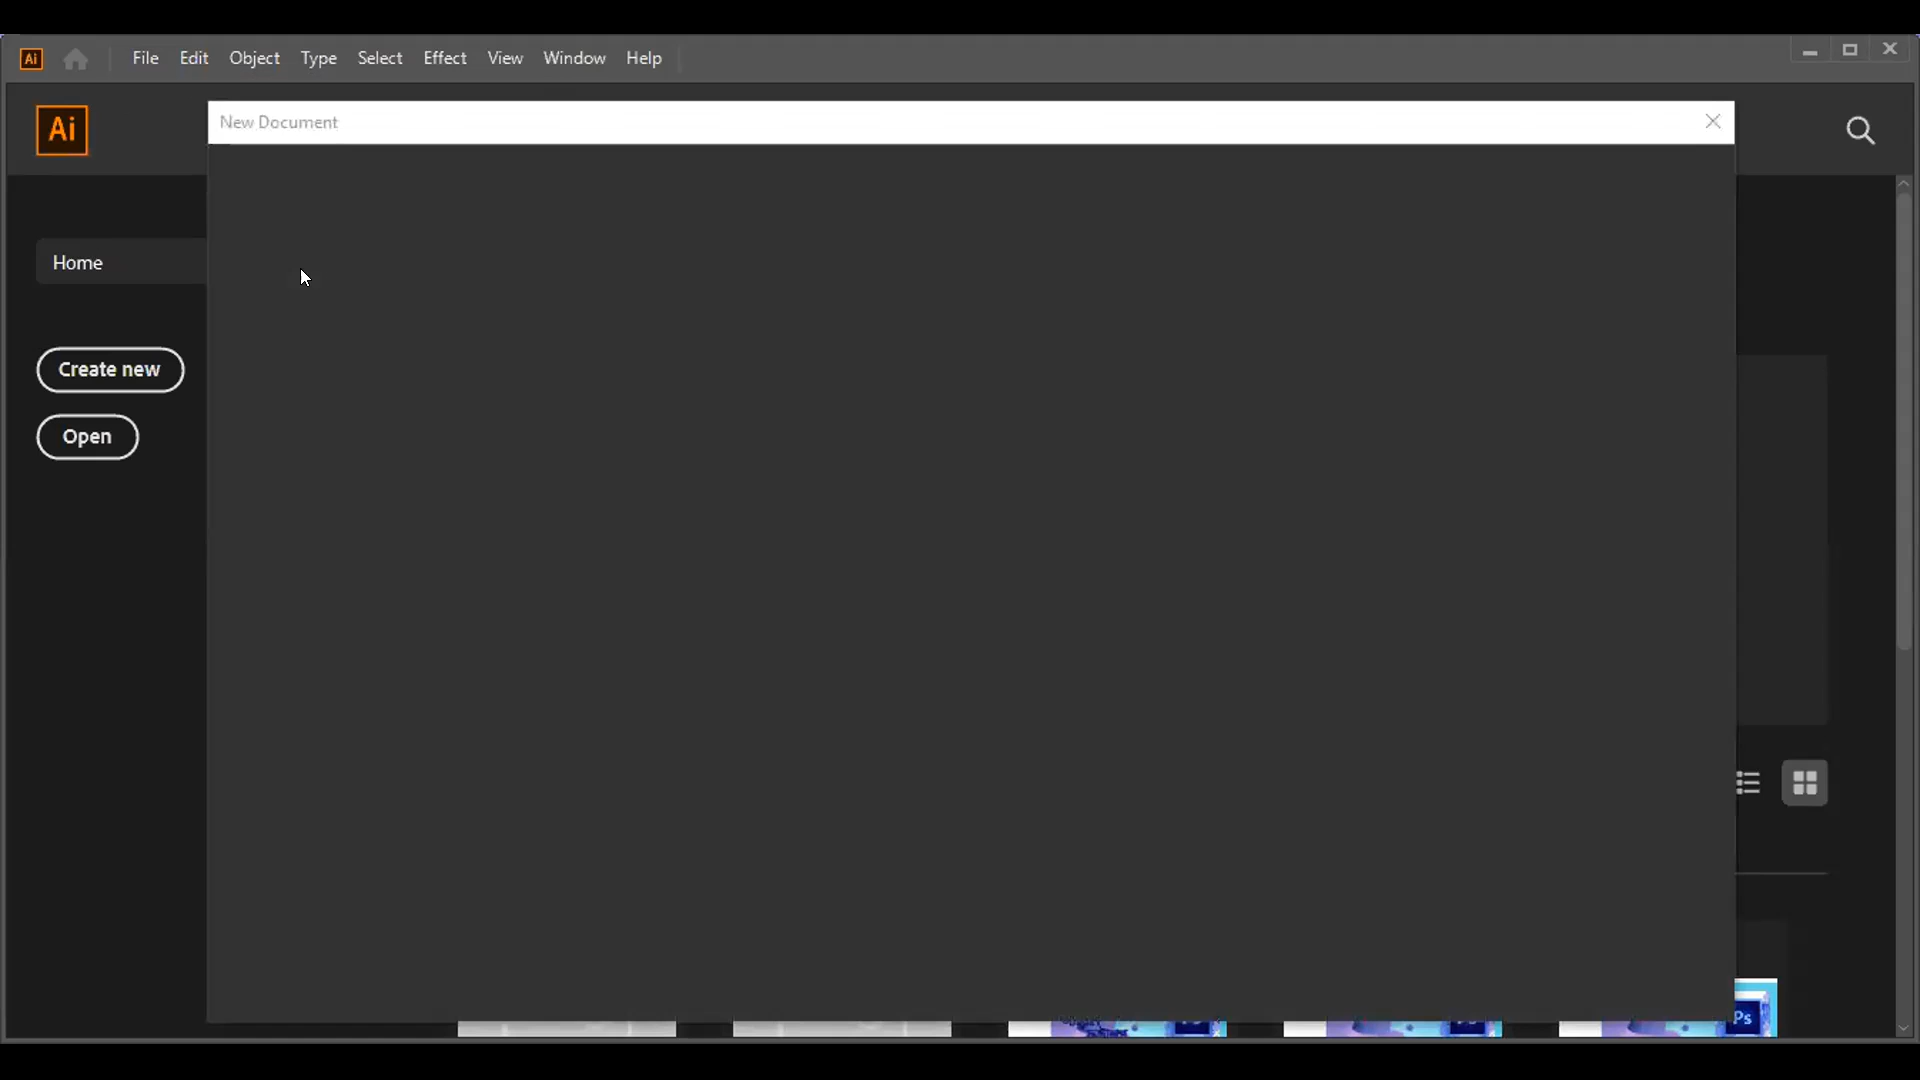 Ai File Edit Object Type Select Effect View Window Help
Ai
New Document
Home
Create new
Open
Ps